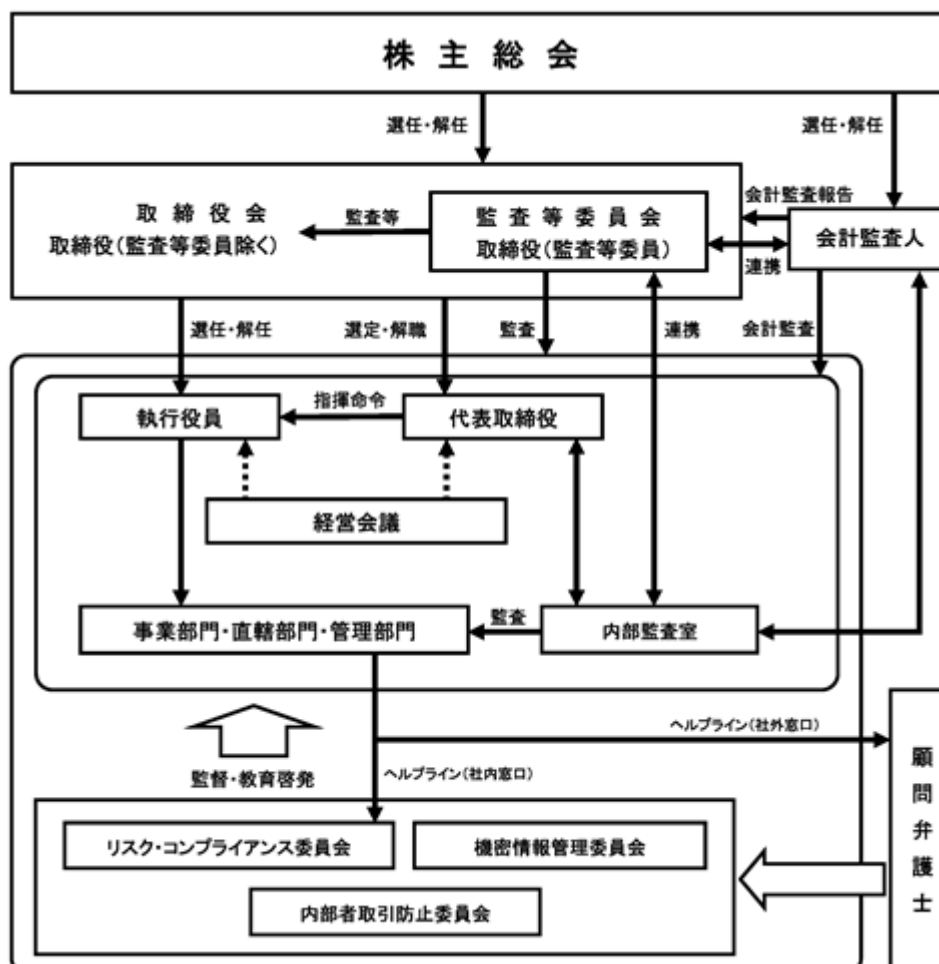 株主総会
選任・解任
選任・解任
取締役会
取締役(監査等委員除く)
監査等
監査等委員会
取締役(監査等委員)
会計監査報告
連携
会計監査人
選任・解任
選定・解職
監査
連携
会計監査
執行役員
指揮命令
代表取締役
経営会議
事業部門・直轄部門・管理部門
監査
内部監査室
監督・教育啓発
ヘルプライン(社内窓口)
ヘルプライン(社外窓口)
顧問弁護士
リスク・コンプライアンス委員会
機密情報管理委員会
内部者取引防止委員会